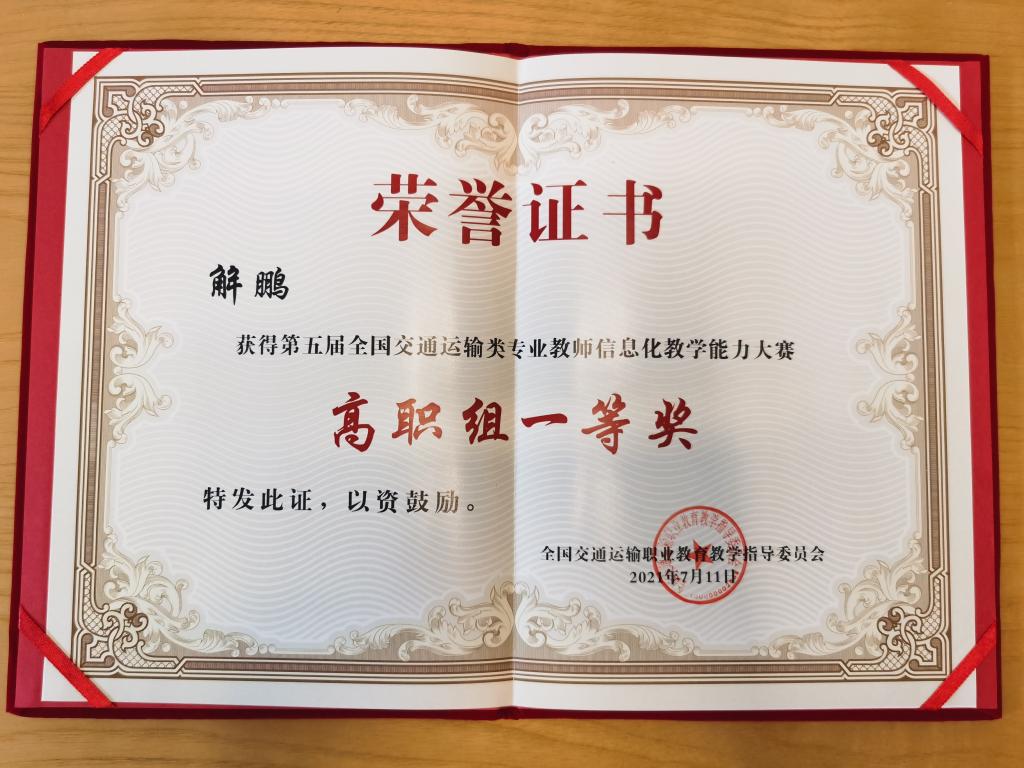 荣誉证书
解鹏
获得第五届全国交通运输类专业教师信息化教学能力大赛
高职组一等奖
特发此证，以资鼓励。
全国交通运输职业教育教学指导委员会
2021年7月11日